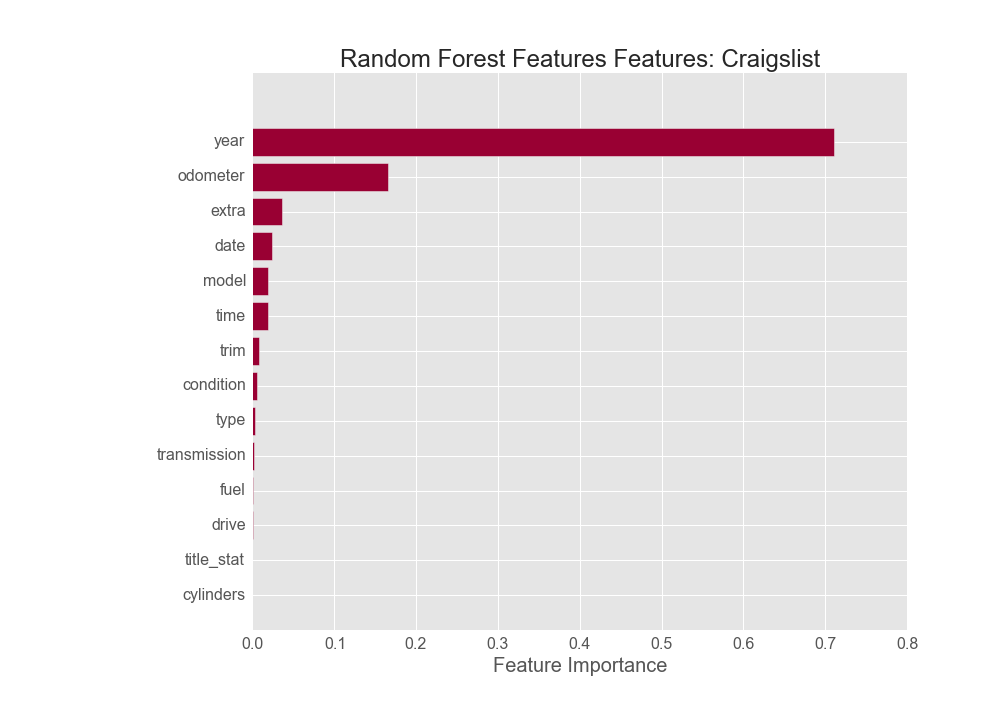 Random Forest Features Features: Craigslist
year
odometer
extra
date
model
time
trim
condition
type
transmission
fuel
drive
title_stat
cylinders
0.0 0.1 0.2 0.3 0.4 0.5 0.6 0.7 0.8
Feature Importance